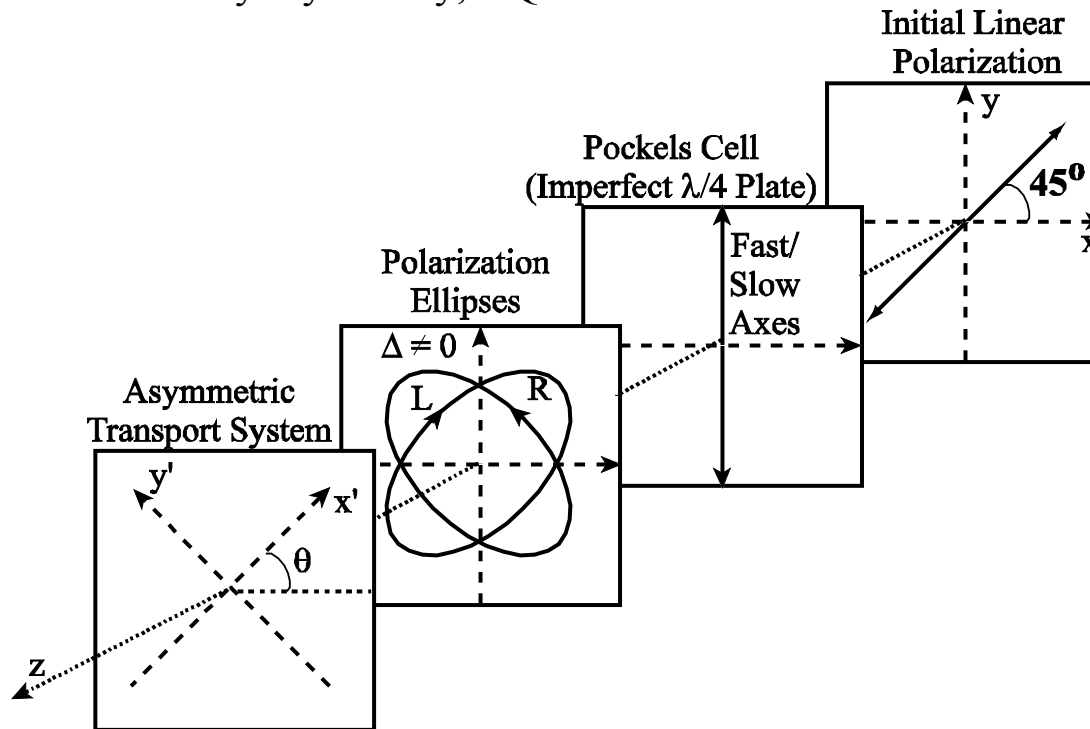 Initial Linear
Polarization
y
45°
x
Pockels Cell
(Imperfect λ/4 Plate)
Fast/
Slow
Axes
Polarization
Ellipses
Δ ≠ 0
L
R
Asymmetric
Transport System
y'
x'
θ
z